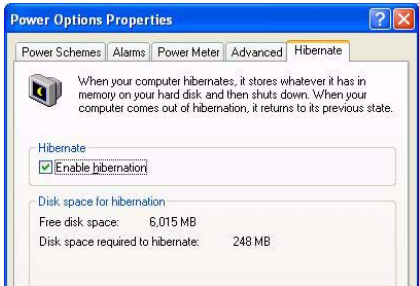 Power Options Properties
Power Schemes Alarms Power Meter Advanced Hibernate
When your computer hibernates, it stores whatever it has in
memory on your hard disk and then shuts down. When your
computer comes out of hibernation, it returns to its previous state.
Hibernate
Enable hibernation
Disk space for hibernation
Free disk space: 6,015 MB
Disk space required to hibernate: 248 MB